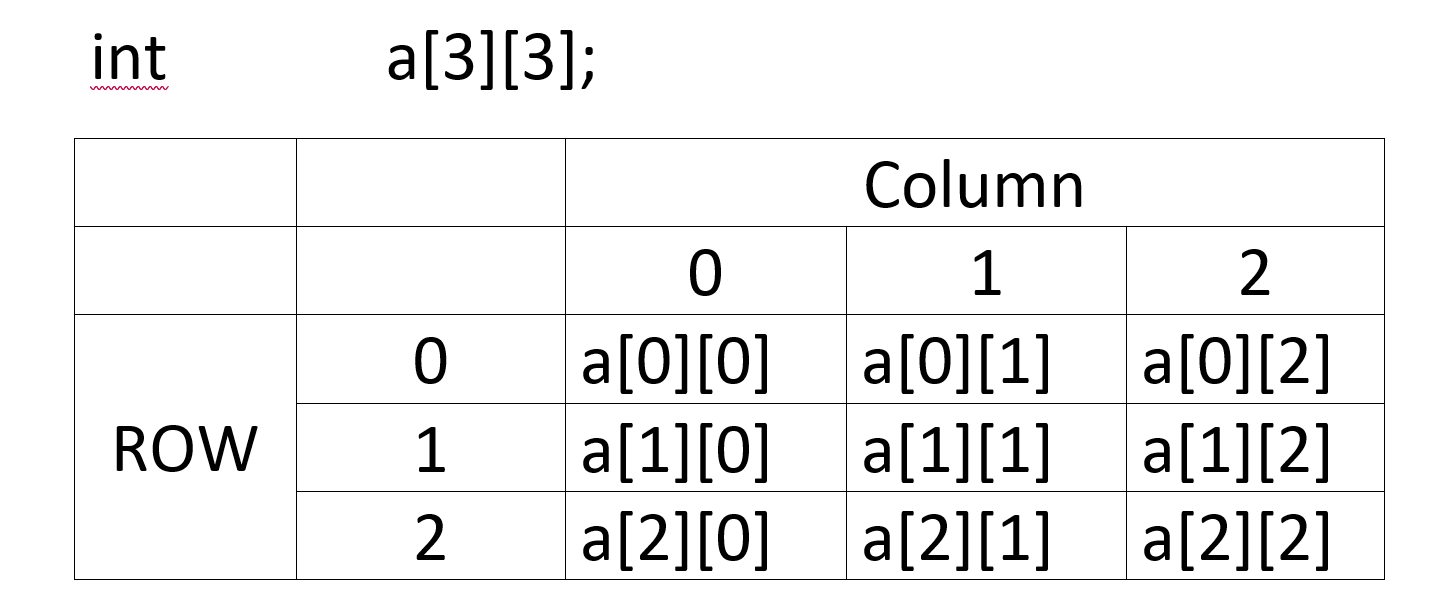 int a[3][3];
Column
0 1 2
0 a[0][0] a[0][1] a[0][2]
ROW 1 a[1][0] a[1][1] a[1][2]
2 a[2][0] a[2][1] a[2][2]